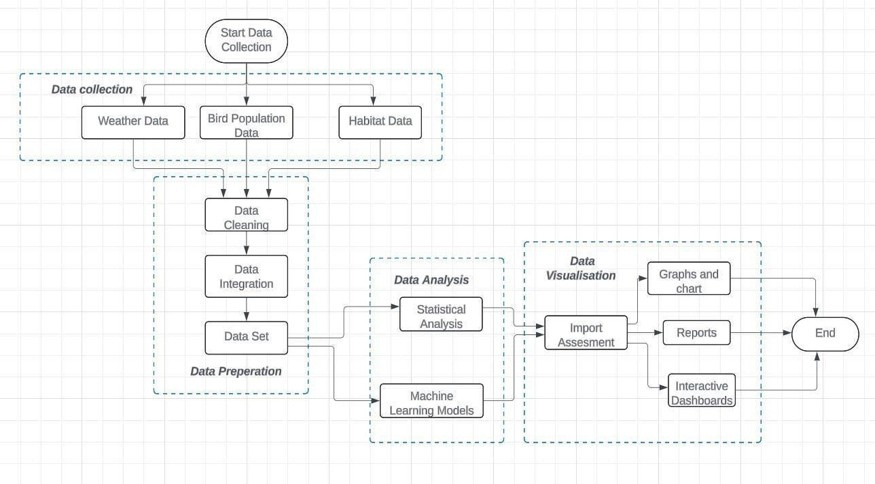 Start Data
Collection
Data collection
Weather Data
Bird Population
Data
Habitat Data
Data
Cleaning
Data
Integration
Data Set
Data Preperation
Data Analysis
Statistical
Analysis
Machine
Learning Models
Data
Visualisation
Import
Assesment
Graphs and
chart
Reports
Interactive
Dashboards
End